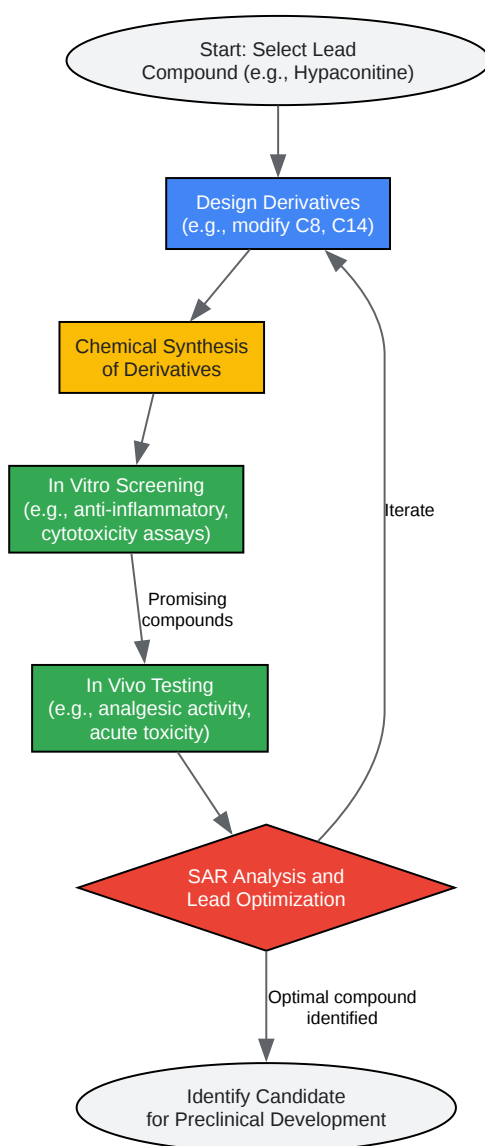 Start: Select Lead
Compound (e.g., Hypaconitine)
Design Derivatives
(e.g., modify C8, C14)
Chemical Synthesis
of Derivatives
In Vitro Screening
(e.g., anti-inflammatory,
cytotoxicity assays)
Iterate
Promising
compounds
In Vivo Testing
(e.g., analgesic activity,
acute toxicity)
SAR Analysis and
Lead Optimization
Optimal compound
identified
Identify Candidate
for Preclinical Development